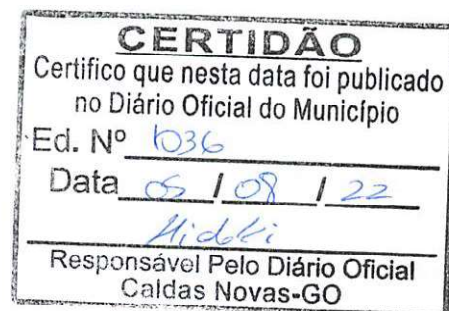 CERTIDÃO
Certifico que nesta data foi publicado
no Diário Oficial do Município
Ed. Nº 1036
Data 05 / 08 / 22
Responsável Pelo Diário Oficial
Caldas Novas-GO